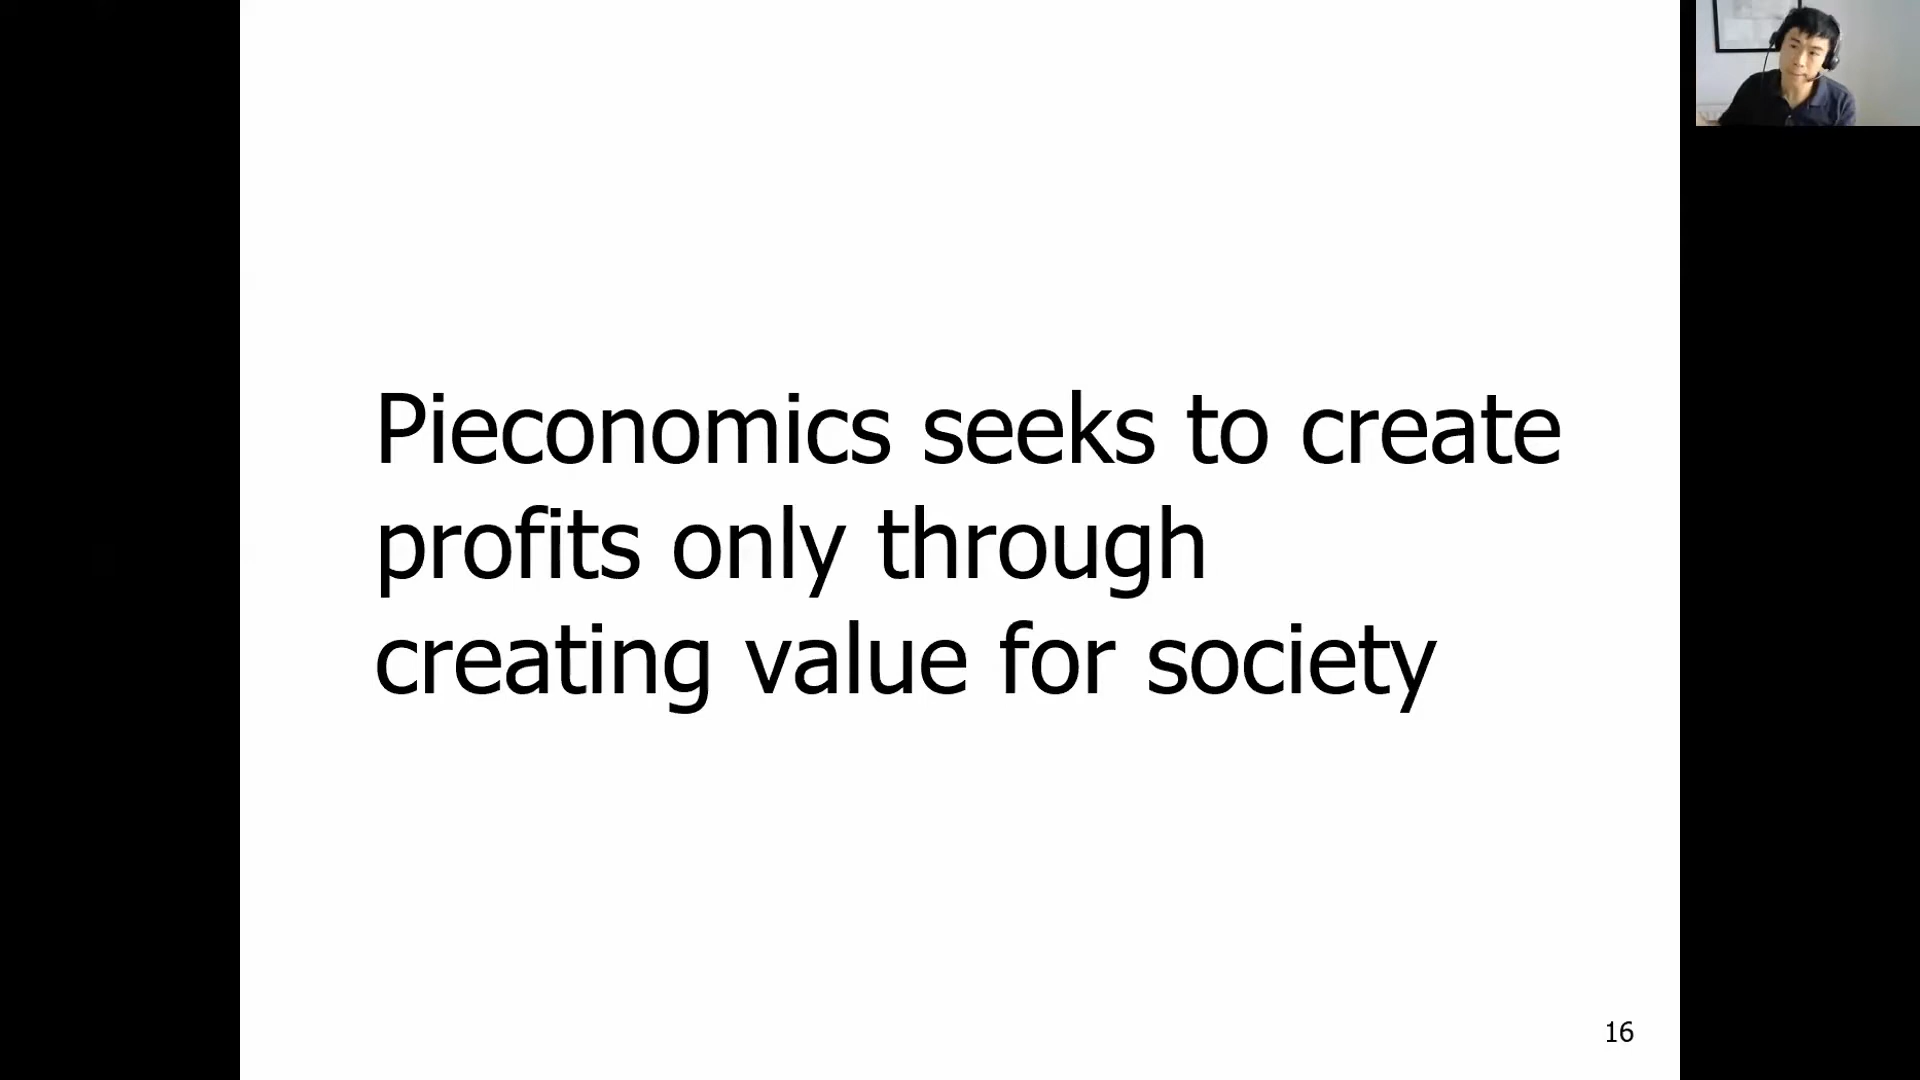 Pieconomics seeks to create
profits only through
creating value for society
16